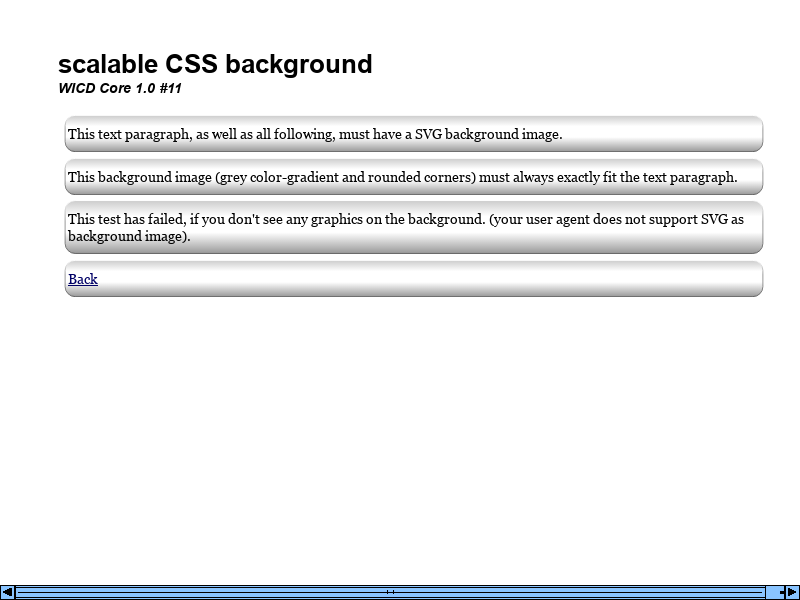 scalable CSS background
WICD Core 1.0 #11
This text paragraph, as well as all following, must have a SVG background image.
This background image (grey color-gradient and rounded corners) must always exactly fit the text paragraph.
This test has failed, if you don't see any graphics on the background. (your user agent does not support SVG as
background image).
Back